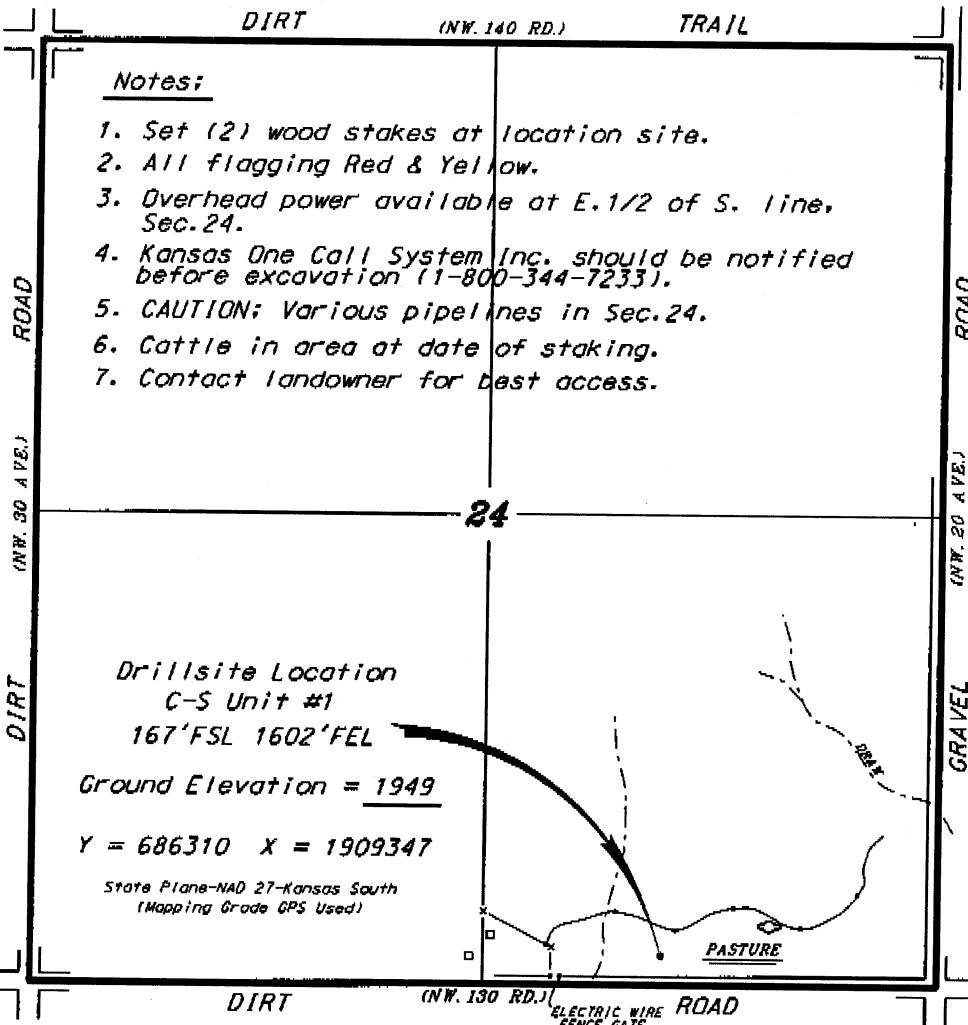 DIRT (NW. 140 RD.) TRAIL
Notes:
1. Set (2) wood stakes at location site.
2. All flagging Red & Yellow.
3. Overhead power available at E.1/2 of S. line,
Sec.24.
4. Kansas One Call System Inc. should be notified
before excavation (1-800-344-7233).
5. CAUTION: Various pipelines in Sec.24.
6. Cattle in area at date of staking.
7. Contact landowner for best access.
ROAD
(NW. 30 AVE.)
DIRT
ROAD
(NW. 20 AVE.)
GRAVEL
24
Drillsite Location
C-S Unit #1
167'FSL 1602'FEL
Ground Elevation = 1949
Y = 686310 X = 1909347
State Plane-NAD 27-Kansas South
(Mapping Grade GPS Used)
DRAW
PASTURE
DIRT (NW. 130 RD.) ROAD
ELECTRIC WIRE
FENCE GATE